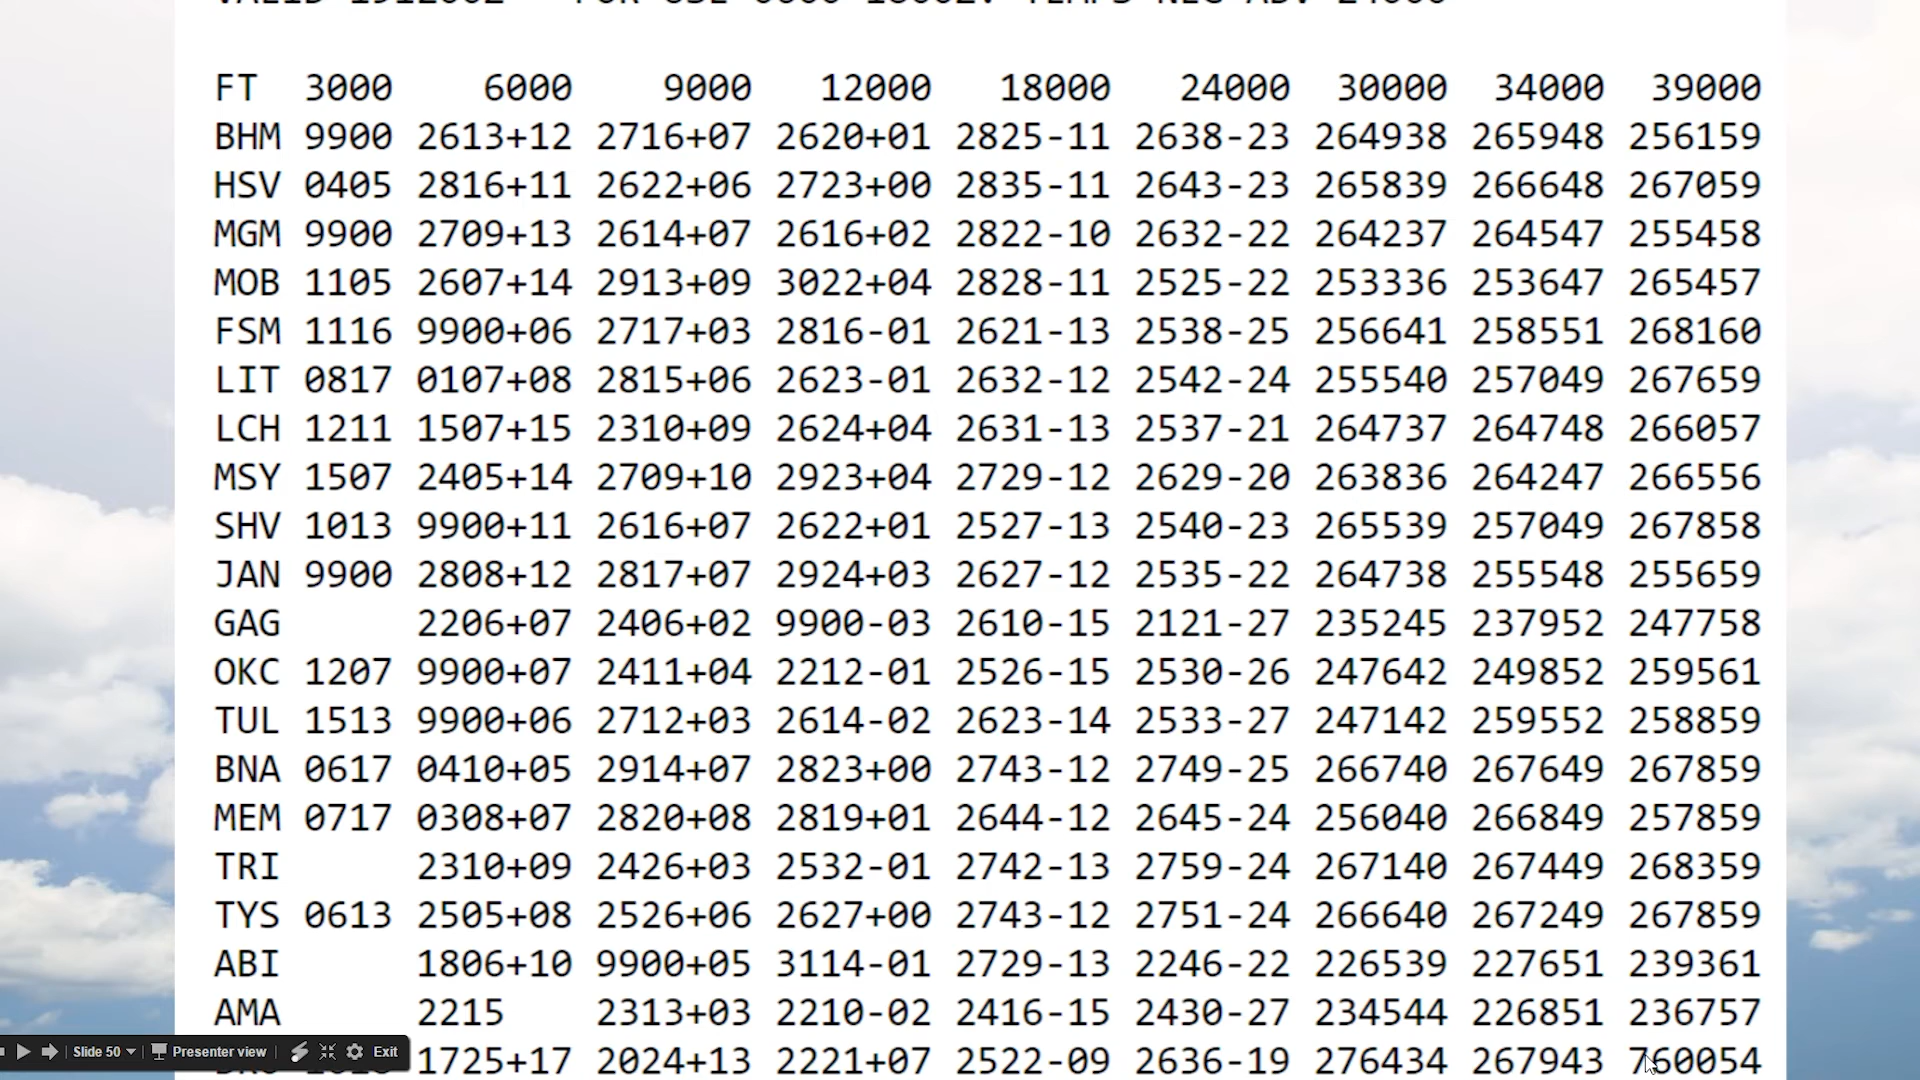 FT 3000 6000 9000 12000 18000 24000 30000 34000 39000
BHM 9900 2613+12 2716+07 2620+01 2825-11 2638-23 264938 265948 256159
HSV 0405 2816+11 2622+06 2723+00 2835-11 2643-23 265839 266648 267059
MGM 9900 2709+13 2614+07 2616+02 2822-10 2632-22 264237 264547 255458
MOB 1105 2607+14 2913+09 3022+04 2828-11 2525-22 253336 253647 265457
FSM 1116 9900+06 2717+03 2816-01 2621-13 2538-25 256641 258551 268160
LIT 0817 0107+08 2815+06 2623-01 2632-12 2542-24 255540 257049 267659
LCH 1211 1507+15 2310+09 2624+04 2631-13 2537-21 264737 264748 266057
MSY 1507 2405+14 2709+10 2923+04 2729-12 2629-20 263836 264247 266556
SHV 1013 9900+11 2616+07 2622+01 2527-13 2540-23 265539 257049 267858
JAN 9900 2808+12 2817+07 2924+03 2627-12 2535-22 264738 255548 255659
GAG 2206+07 2406+02 9900-03 2610-15 2121-27 235245 237952 247758
OKC 1207 9900+07 2411+04 2212-01 2526-15 2530-26 247642 249852 259561
TUL 1513 9900+06 2712+03 2614-02 2623-14 2533-27 247142 259552 258859
BNA 0617 0410+05 2914+07 2823+00 2743-12 2749-25 266740 267649 267859
MEM 0717 0308+07 2820+08 2819+01 2644-12 2645-24 256040 266849 257859
TRI 2310+09 2426+03 2532-01 2742-13 2759-24 267140 267449 268359
TYS 0613 2505+08 2526+06 2627+00 2743-12 2751-24 266640 267249 267859
ABI 1806+10 9900+05 3114-01 2729-13 2246-22 226539 227651 239361
AMA 2215 2313+03 2210-02 2416-15 2430-27 234544 226851 236757
1725+17 2024+13 2221+07 2522-09 2636-19 276434 267943 760054
Slide 50 Presenter view Exit